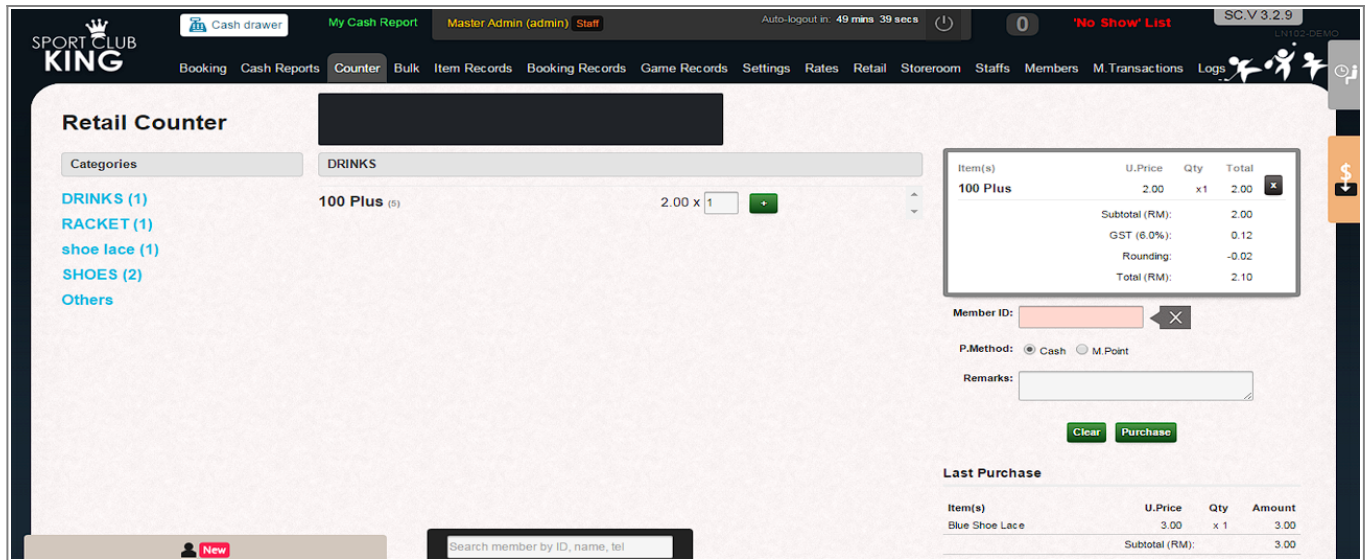 SPORT CLUB
KING
Cash drawer
My Cash Report
Master Admin (admin) Staff
Auto-logout in: 49 mins 39 secs
0
'No Show' List
SC.V 3.2.9
LN102-DEMO
Booking Cash Reports Counter Bulk Item Records Booking Records Game Records Settings Rates Retail Storeroom Staffs Members M.Transactions Logs
Retail Counter
Categories
DRINKS (1)
RACKET (1)
shoe lace (1)
SHOES (2)
Others
DRINKS
100 Plus (5) 2.00 x 1 +
Item(s) U.Price Qty Total
100 Plus 2.00 x1 2.00 x
Subtotal (RM): 2.00
GST (6.0%): 0.12
Rounding: -0.02
Total (RM): 2.10
Member ID:
P.Method: Cash M.Point
Remarks:
Clear Purchase
Last Purchase
Item(s) U.Price Qty Amount
Blue Shoe Lace 3.00 x 1 3.00
Subtotal (RM): 3.00
New
Search member by ID, name, tel